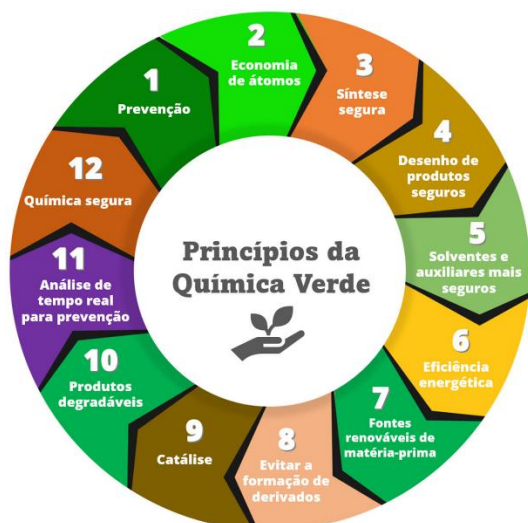 1
Prevenção
2
Economia
de átomos
3
Síntese
segura
4
Desenho de
produtos
seguros
5
Solventes e
auxiliares mais
seguros
6
Eficiência
energética
7
Fontes
renováveis de
matéria-prima
8
Evitar a
formação de
derivados
9
Catálise
10
Produtos
degradáveis
11
Análise de
tempo real
para prevenção
12
Química segura
Princípios da
Química Verde